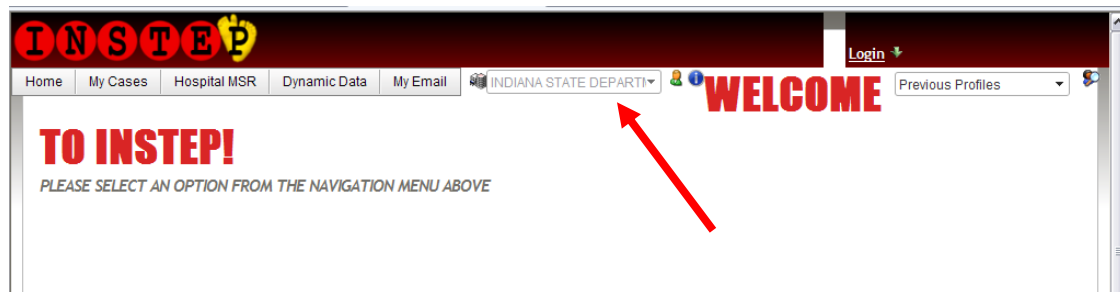 INSTEP
Login
Home My Cases Hospital MSR Dynamic Data My Email INDIANA STATE DEPARTM Previous Profiles
WELCOME
TO INSTEP!
PLEASE SELECT AN OPTION FROM THE NAVIGATION MENU ABOVE